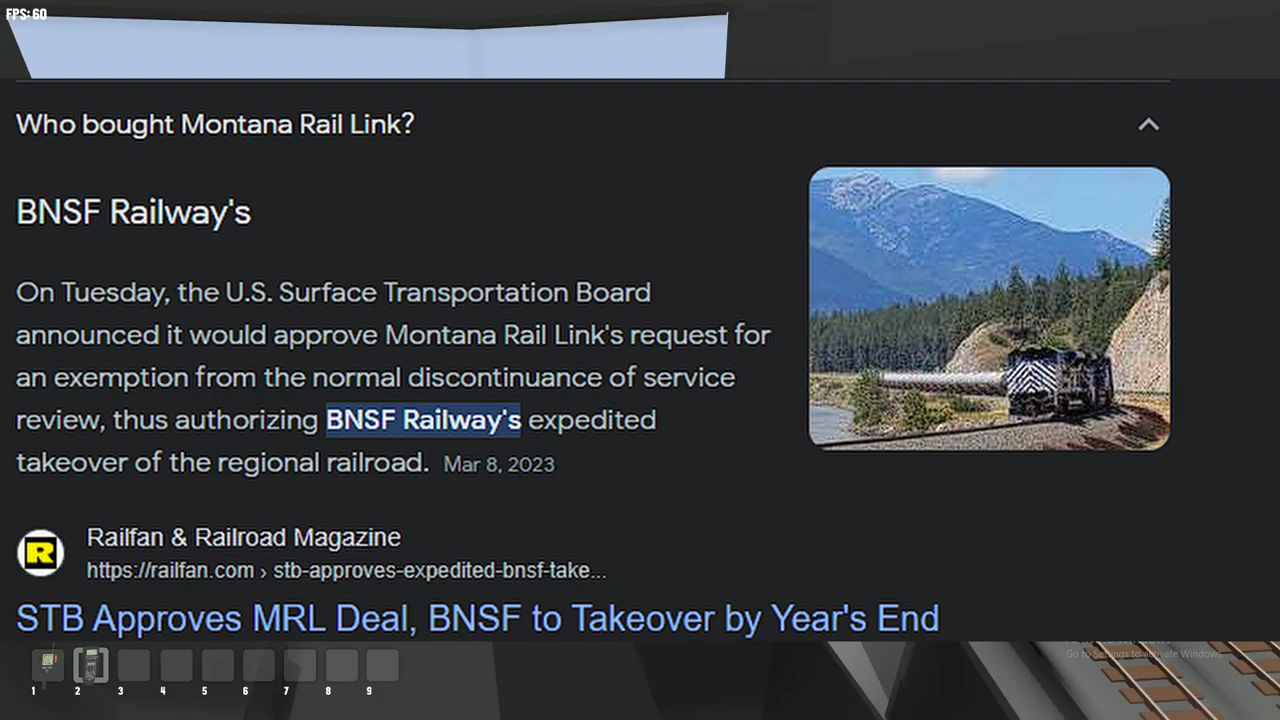 FPS: 60
Who bought Montana Rail Link?
BNSF Railway's
On Tuesday, the U.S. Surface Transportation Board
announced it would approve Montana Rail Link's request for
an exemption from the normal discontinuance of service
review, thus authorizing BNSF Railway's expedited
takeover of the regional railroad. Mar 8, 2023
R
Railfan & Railroad Magazine
https://railfan.com › stb-approves-expedited-bnsf-take...
STB Approves MRL Deal, BNSF to Takeover by Year's End
Go to Settings to activate Windows.
1 2 3 4 5 6 7 8 9